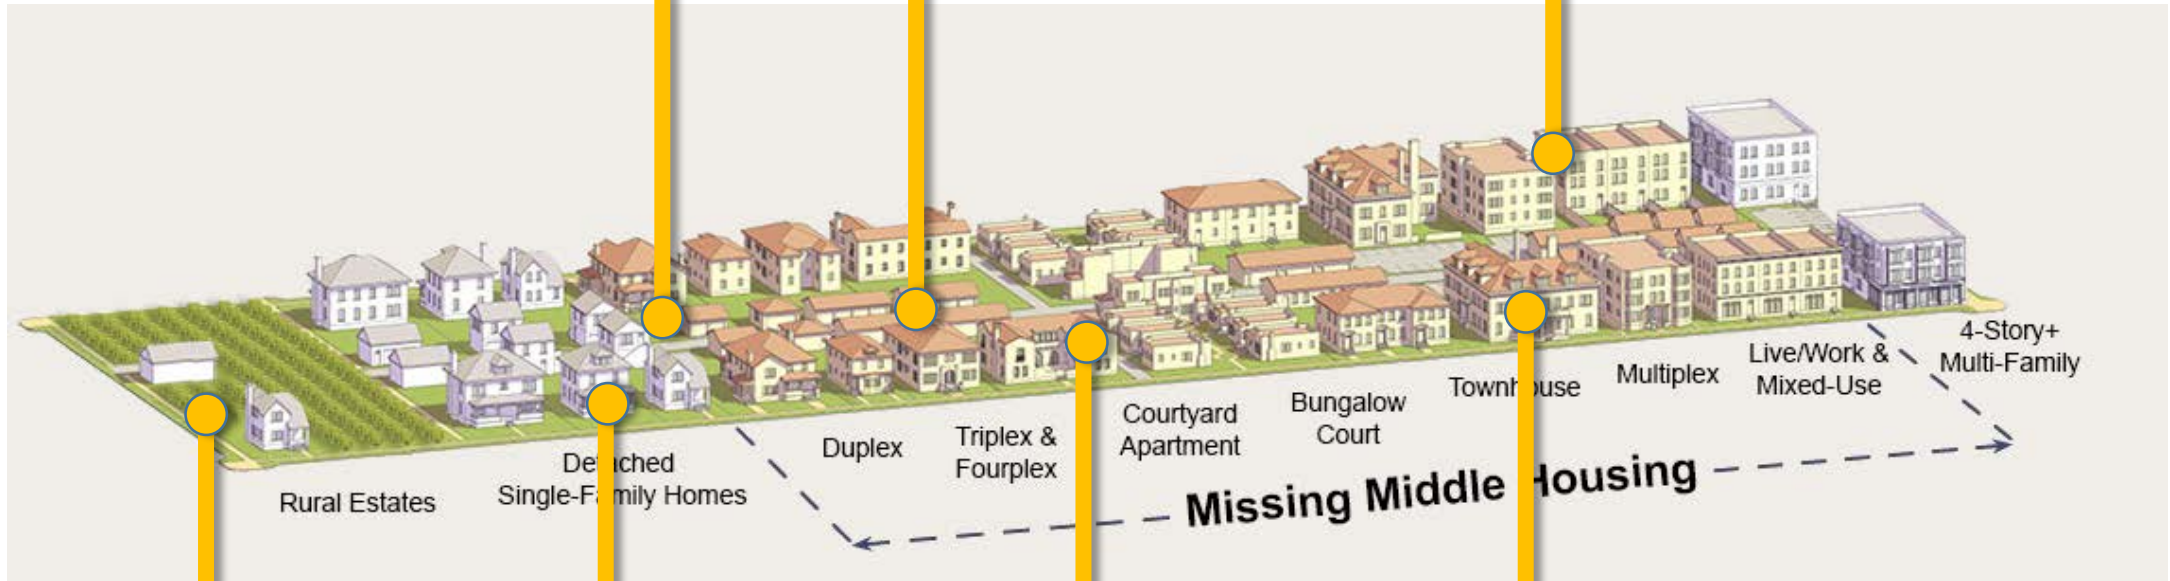 Rural Estates
Detached
Single-Family Homes
Duplex
Triplex &
Fourplex
Courtyard
Apartment
Bungalow
Court
Townhouse
Multiplex
Live/Work &
Mixed-Use
4-Story+
Multi-Family
Missing Middle Housing